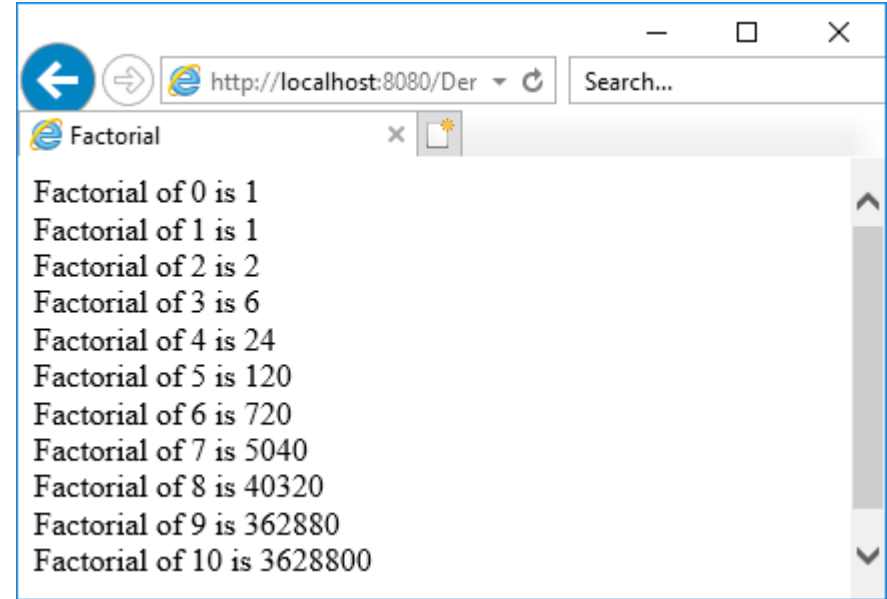 http://localhost:8080/Der
Search...
Factorial
Factorial of 0 is 1
Factorial of 1 is 1
Factorial of 2 is 2
Factorial of 3 is 6
Factorial of 4 is 24
Factorial of 5 is 120
Factorial of 6 is 720
Factorial of 7 is 5040
Factorial of 8 is 40320
Factorial of 9 is 362880
Factorial of 10 is 3628800